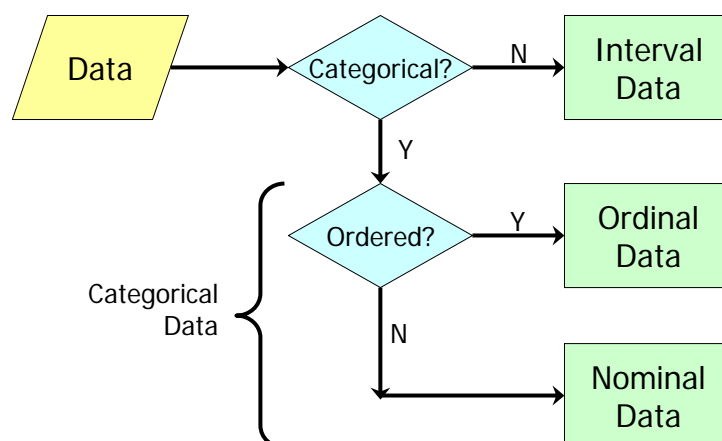 Data
Categorical?
N
Interval
Data
Y
Ordered?
Y
Ordinal
Data
Categorical
Data
N
Nominal
Data